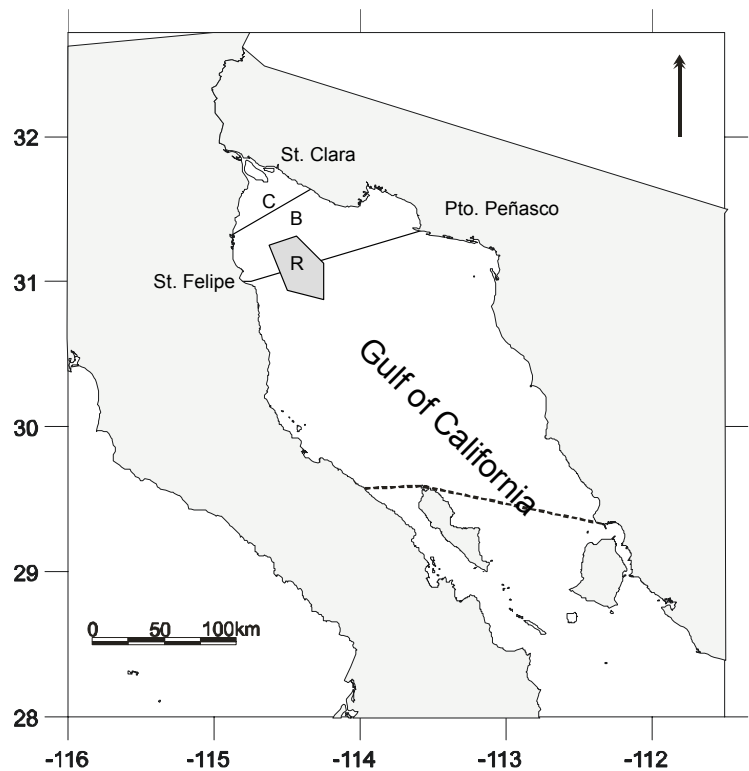 32
St. Clara
C
B
Pto. Peñasco
R
31
St. Felipe
Gulf of California
30
29
0 50 100km
28
-116 -115 -114 -113 -112